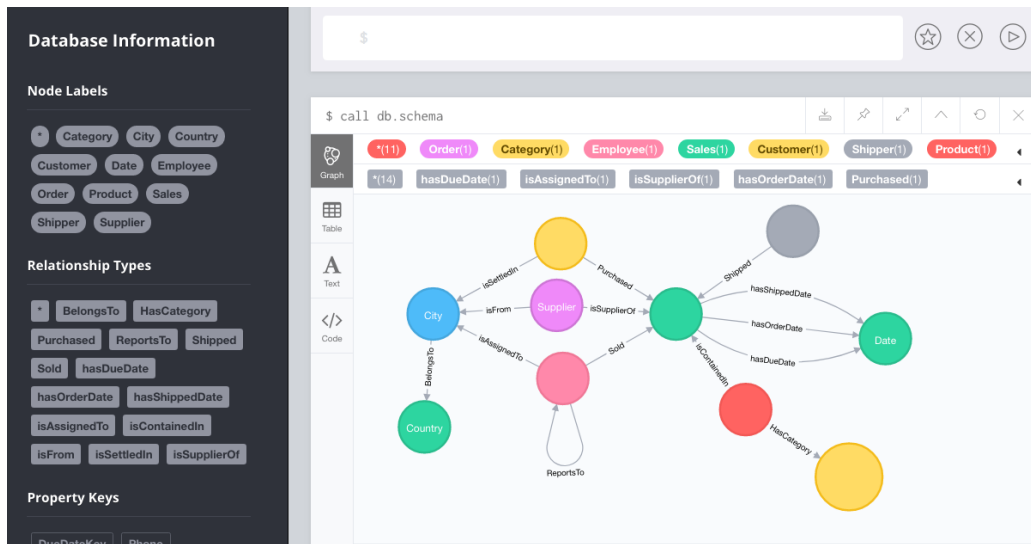 Database Information
$
Node Labels
* Category City Country
Customer Date Employee
Order Product Sales
Shipper Supplier
Relationship Types
* BelongsTo HasCategory
Purchased ReportsTo Shipped
Sold hasDueDate
hasOrderDate hasShippedDate
isAssignedTo isContainedIn
isFrom isSettledIn isSupplierOf
Property Keys
DueDateKey Phone
$ call db.schema
Graph
Table
Text
Code
*(11) Order(1) Category(1) Employee(1) Sales(1) Customer(1) Shipper(1) Product(1)
*(14) hasDueDate(1) isAssignedTo(1) isSupplierOf(1) hasOrderDate(1) Purchased(1)
isSettledIn
Purchased
Shipped
hasShippedDate
City
isFrom
Supplier
isSupplierOf
hasOrderDate
Date
isAssignedTo
Sold
hasDueDate
BelongsTo
isContainedIn
Country
HasCategory
ReportsTo